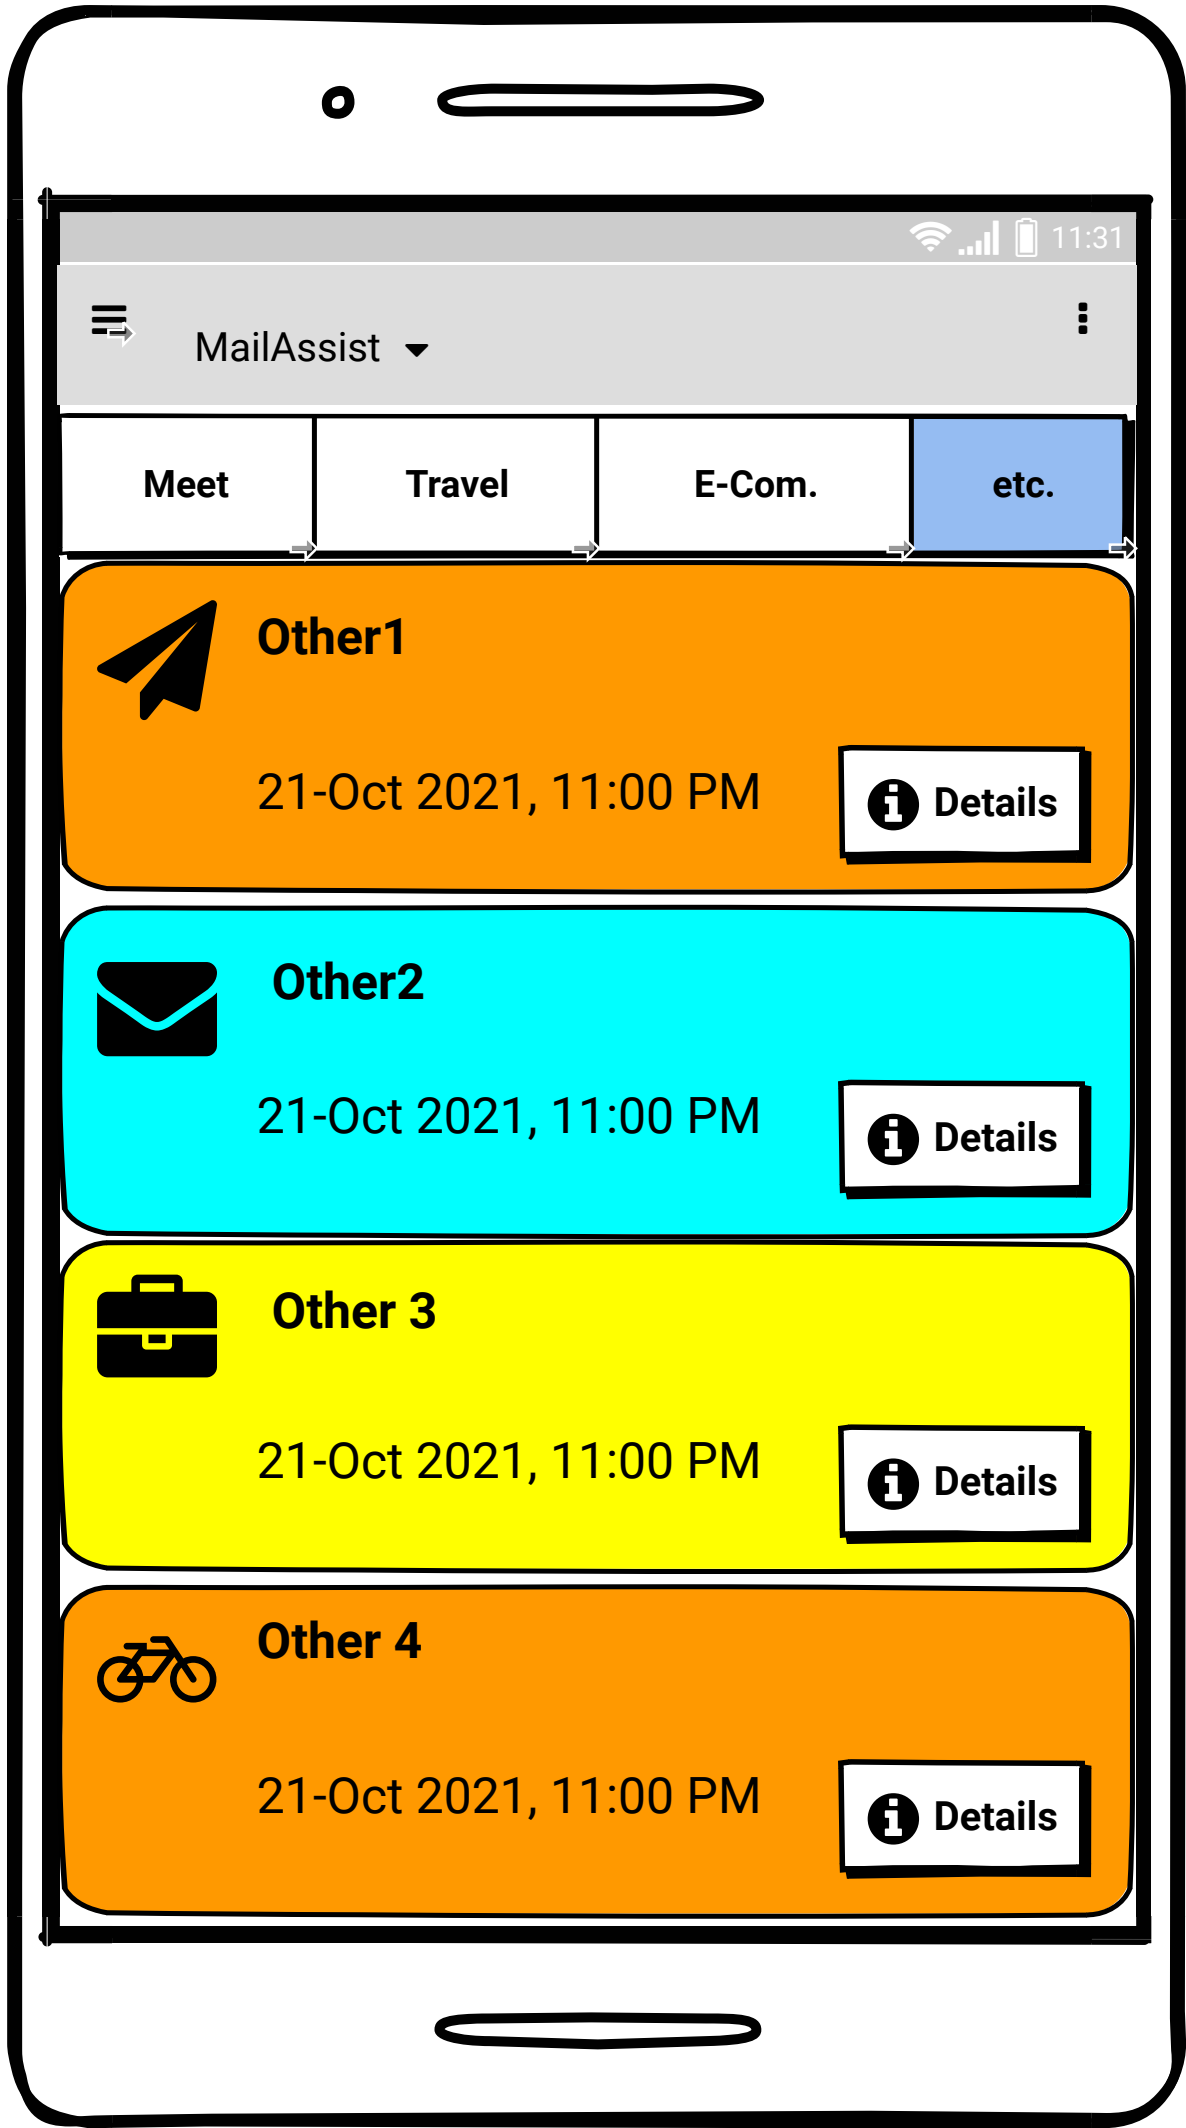 11:31
MailAssist
Meet Travel E-Com. etc.
Other1
21-Oct 2021, 11:00 PM
Details
Other2
21-Oct 2021, 11:00 PM
Details
Other 3
21-Oct 2021, 11:00 PM
Details
Other 4
21-Oct 2021, 11:00 PM
Details